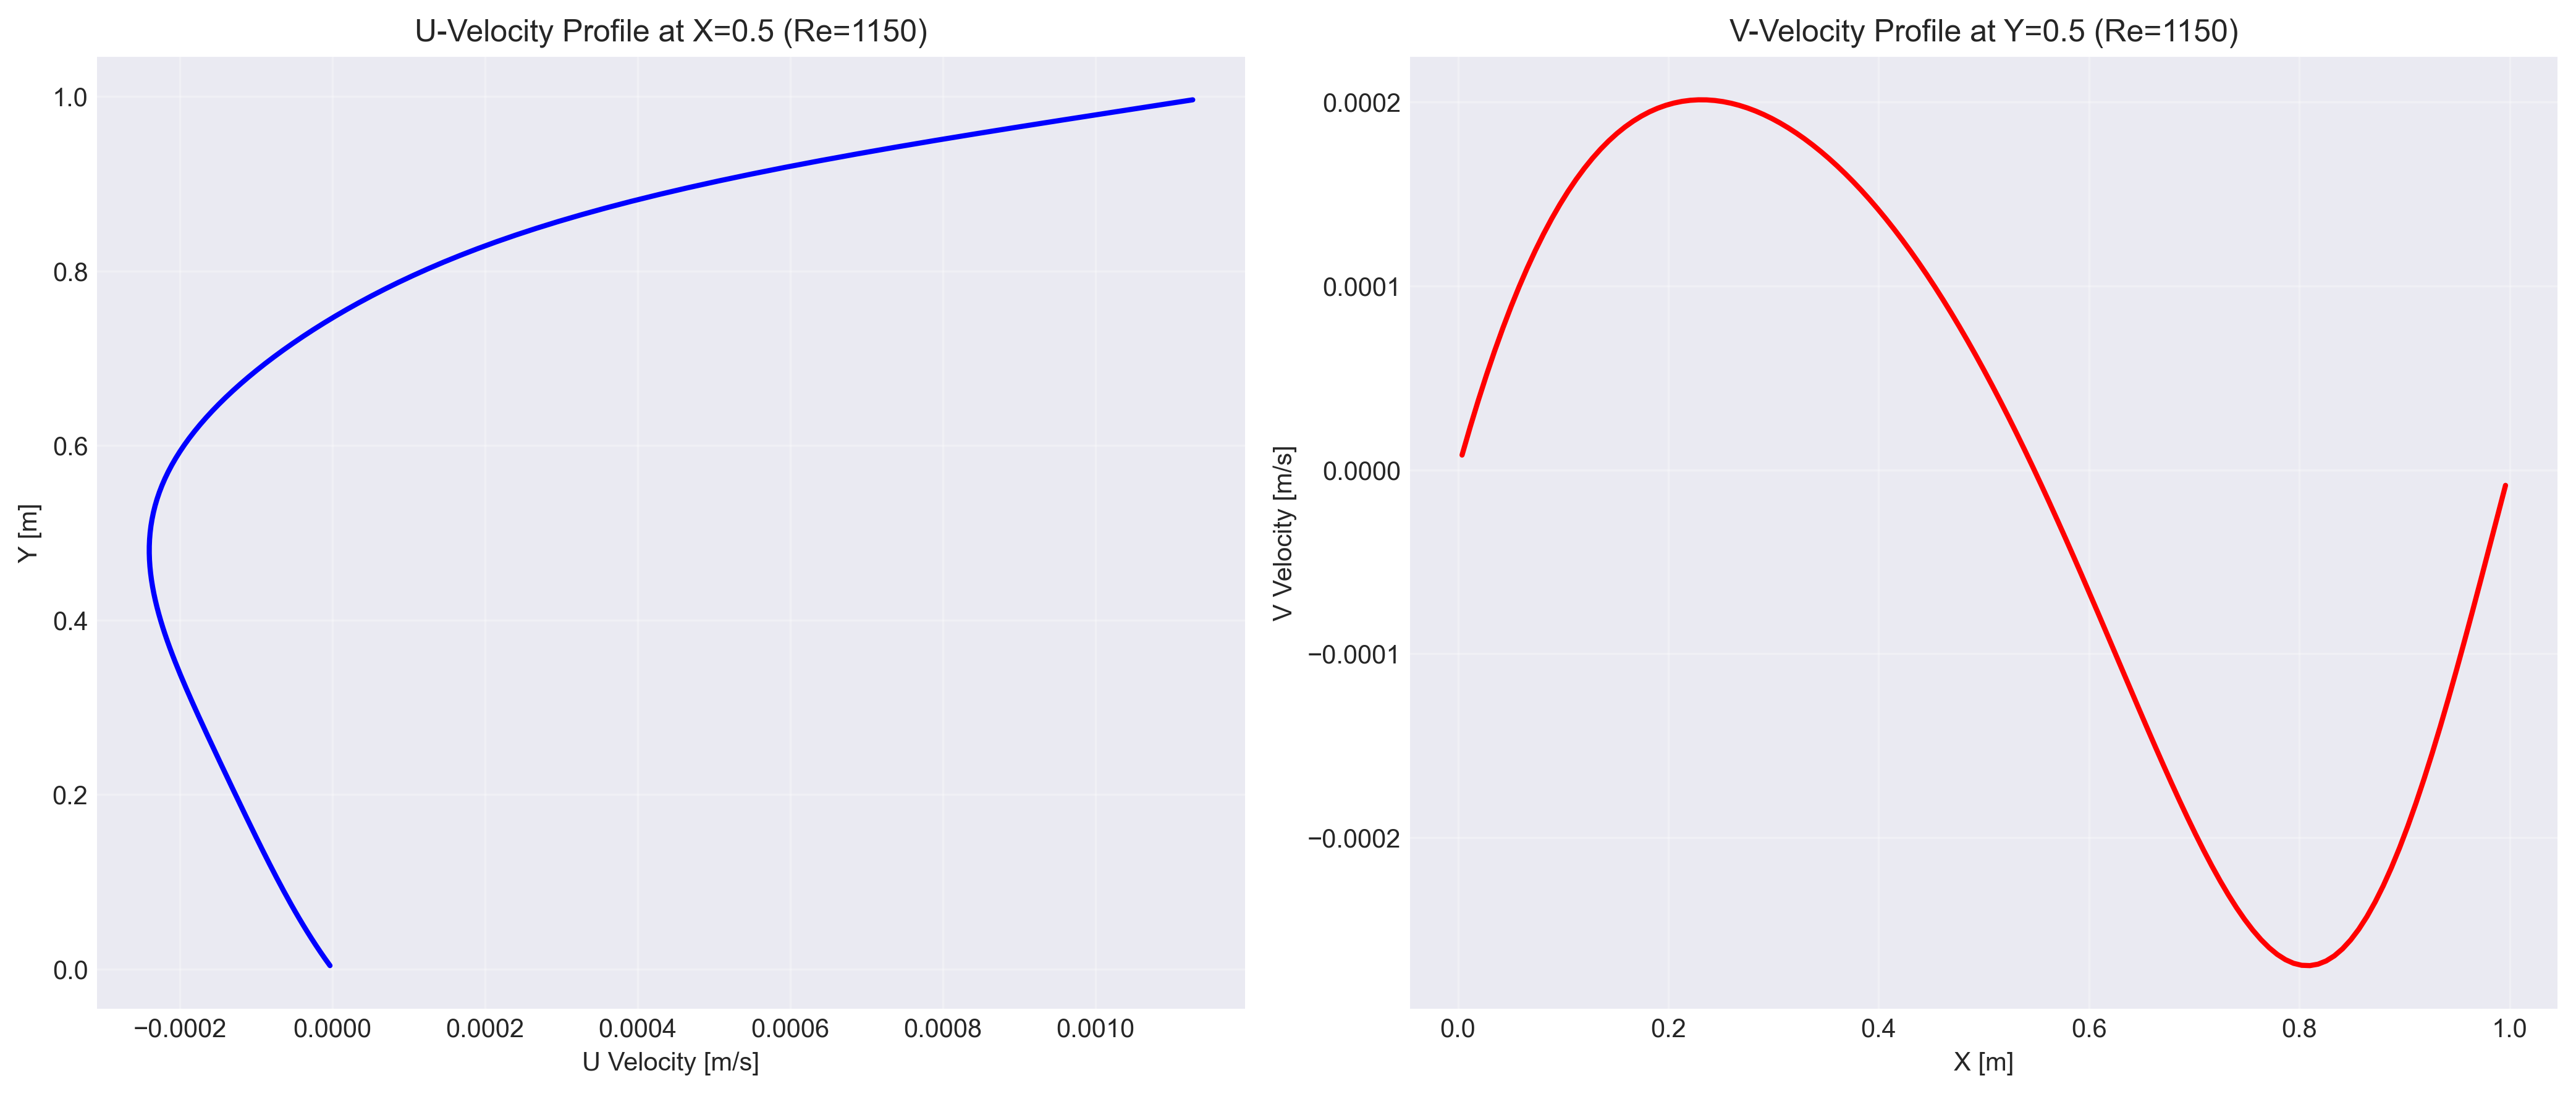 U-Velocity Profile at X=0.5 (Re=1150)
1.0
0.8
0.6
0.4
0.2
0.0
Y [m]
−0.0002 0.0000 0.0002 0.0004 0.0006 0.0008 0.0010
U Velocity [m/s]
V-Velocity Profile at Y=0.5 (Re=1150)
0.0002
0.0001
0.0000
−0.0001
−0.0002
V Velocity [m/s]
0.0 0.2 0.4 0.6 0.8 1.0
X [m]